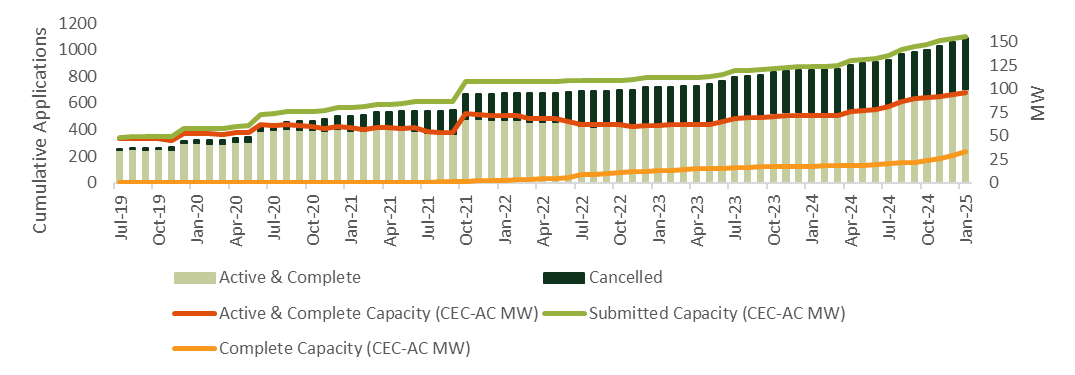 Cumulative Applications
1200
1000
800
600
400
200
0
150
125
100
75
50
25
0
MW
Jul-19
Oct-19
Jan-20
Apr-20
Jul-20
Oct-20
Jan-21
Apr-21
Jul-21
Oct-21
Jan-22
Apr-22
Jul-22
Oct-22
Jan-23
Apr-23
Jul-23
Oct-23
Jan-24
Apr-24
Jul-24
Oct-24
Jan-25
Active & Complete
Cancelled
Active & Complete Capacity (CEC-AC MW)
Submitted Capacity (CEC-AC MW)
Complete Capacity (CEC-AC MW)